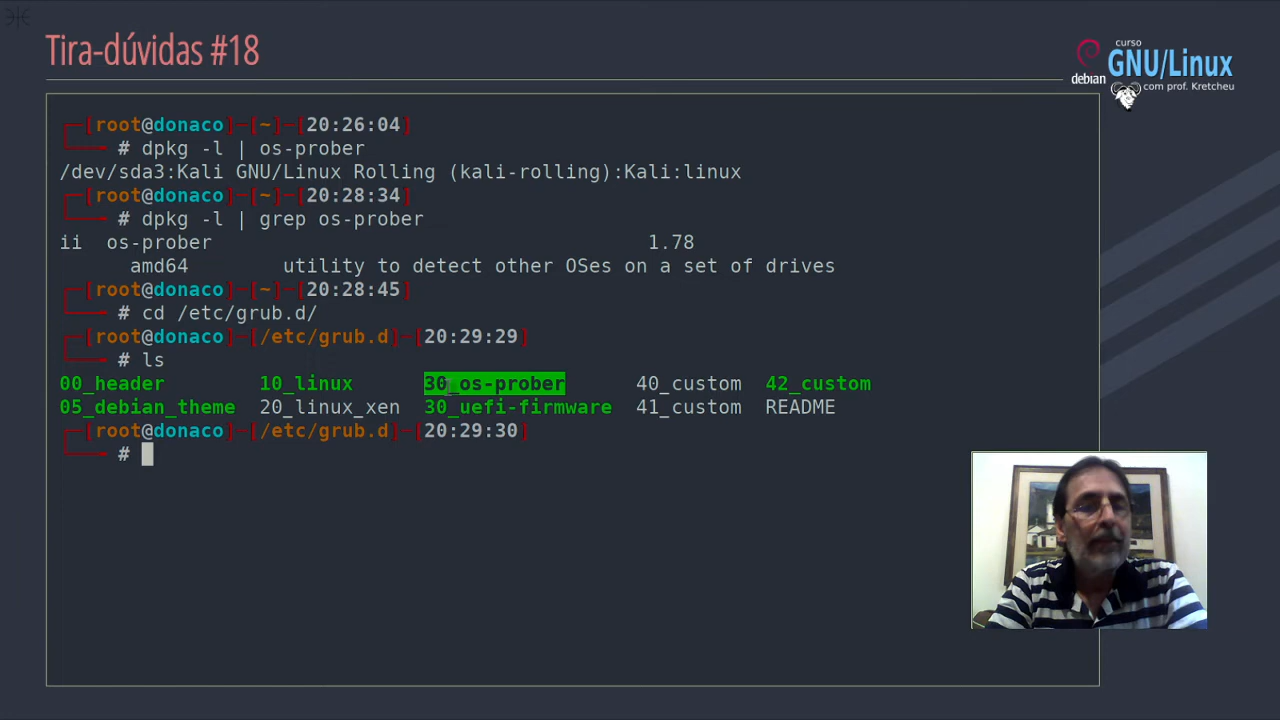 Tira-dúvidas #18
curso
GNU/Linux
debian
com prof. Kretcheu
[root@donaco]-[~]-[20:26:04]
# dpkg -l | os-prober
/dev/sda3:Kali GNU/Linux Rolling (kali-rolling):Kali:linux
[root@donaco]-[~]-[20:28:34]
# dpkg -l | grep os-prober
ii os-prober 1.78
amd64 utility to detect other OSes on a set of drives
[root@donaco]-[~]-[20:28:45]
# cd /etc/grub.d/
[root@donaco]-[/etc/grub.d]-[20:29:29]
# ls
00_header 10_linux 30_os-prober 40_custom 42_custom
05_debian_theme 20_linux_xen 30_uefi-firmware 41_custom README
[root@donaco]-[/etc/grub.d]-[20:29:30]
#